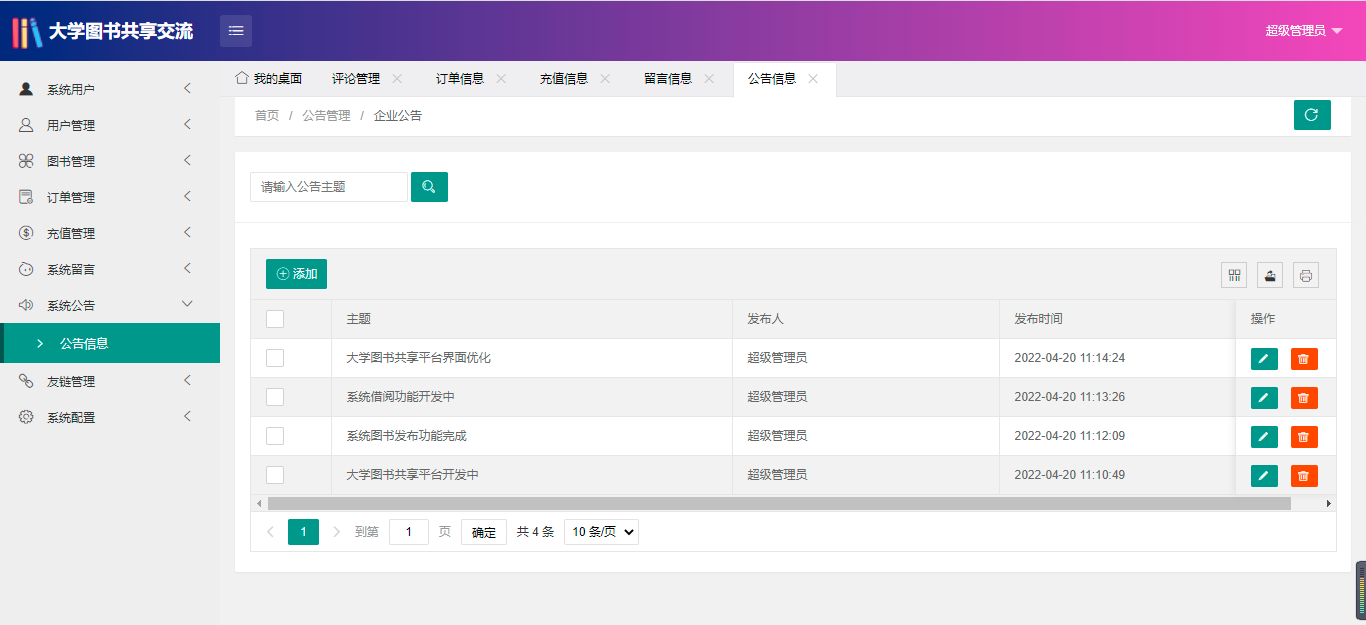 大学图书共享交流
超级管理员
系统用户
用户管理
图书管理
订单管理
充值管理
系统留言
系统公告
公告信息
友链管理
系统配置
我的桌面 评论管理 订单信息 充值信息 留言信息 公告信息
首页 / 公告管理 / 企业公告
请输入公告主题
添加
主题 发布人 发布时间 操作
大学图书共享平台界面优化 超级管理员 2022-04-20 11:14:24
系统借阅功能开发中 超级管理员 2022-04-20 11:13:26
系统图书发布功能完成 超级管理员 2022-04-20 11:12:09
大学图书共享平台开发中 超级管理员 2022-04-20 11:10:49
1 到第 1 页 确定 共 4 条 10 条/页